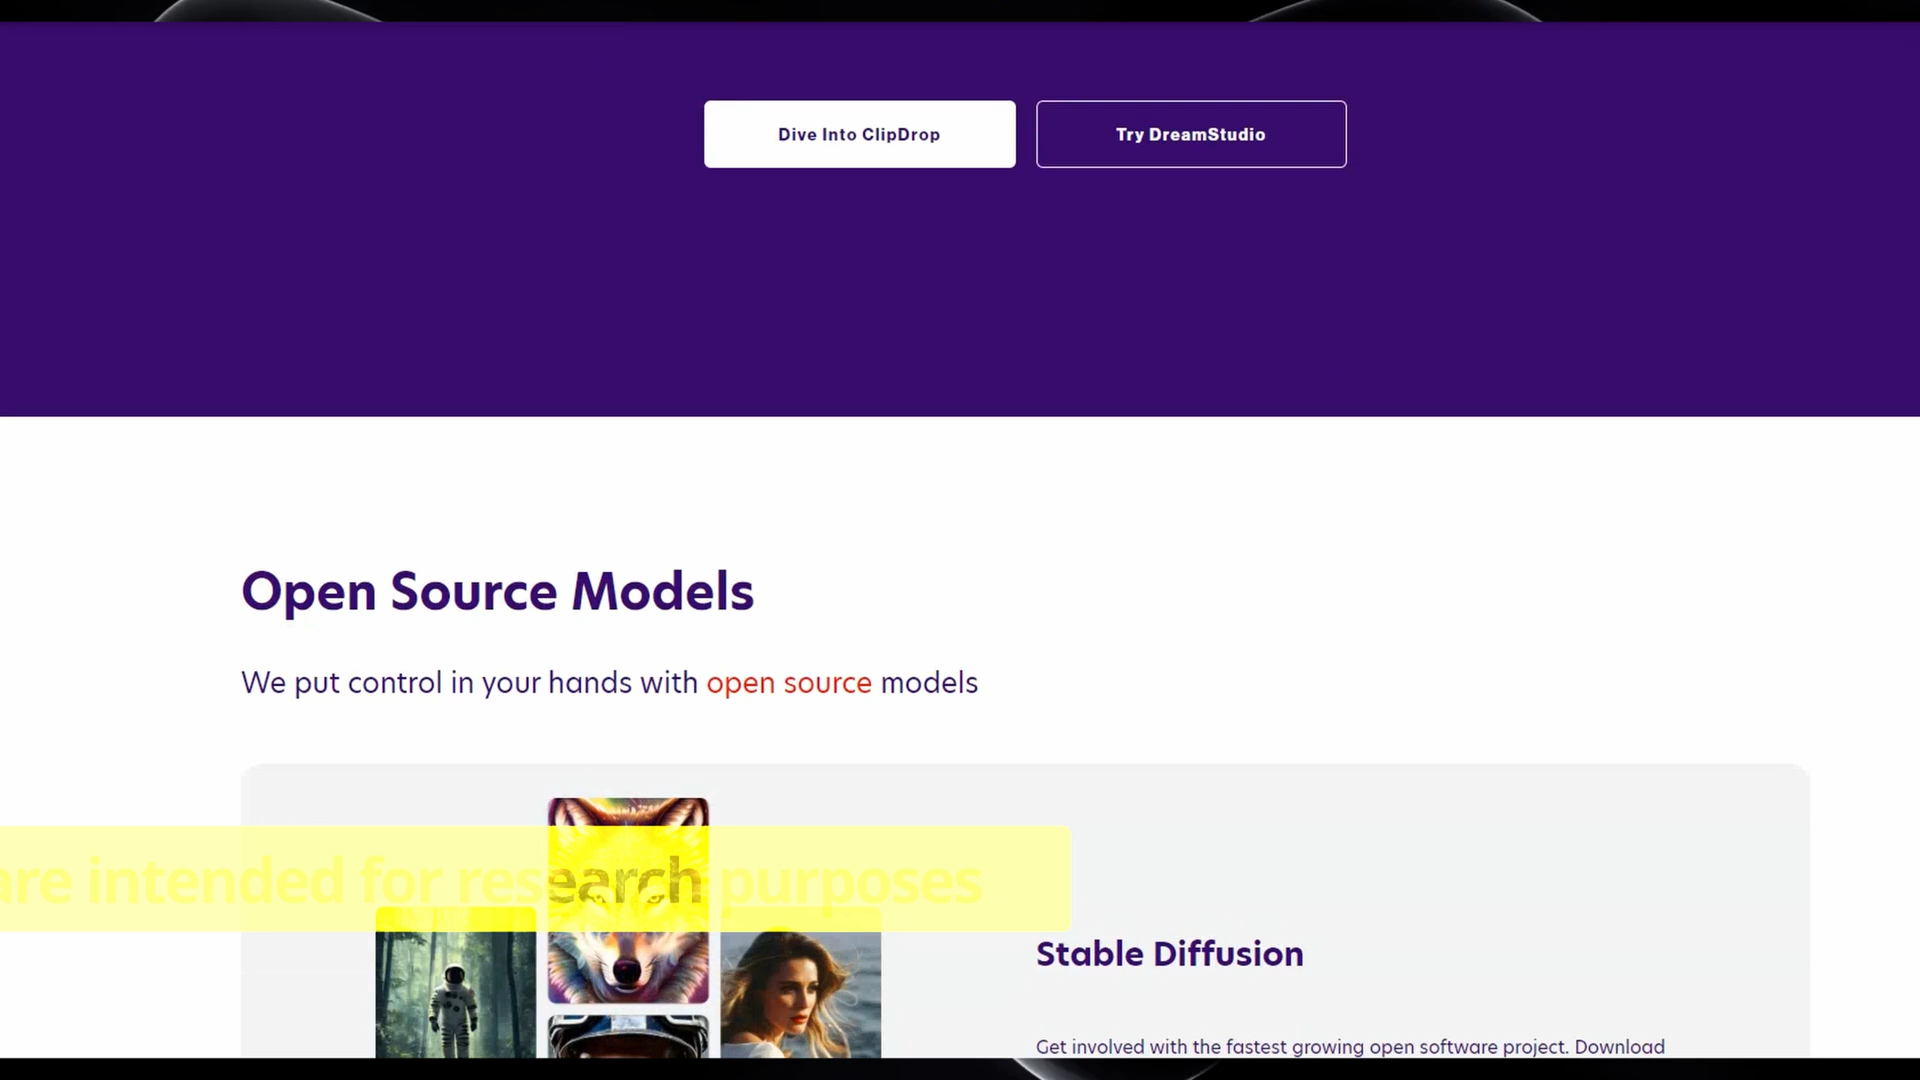 Dive Into ClipDrop
Try DreamStudio
Open Source Models
We put control in your hands with open source models
are intended for research purposes
Stable Diffusion
Get involved with the fastest growing open software project. Download